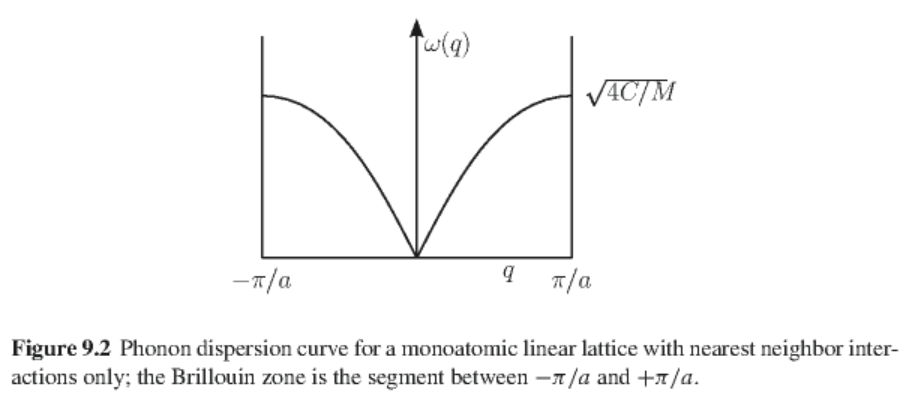 ω(q)
√4C/M
−π/a
q
π/a
Figure 9.2 Phonon dispersion curve for a monoatomic linear lattice with nearest neighbor inter-
actions only; the Brillouin zone is the segment between −π/a and +π/a.